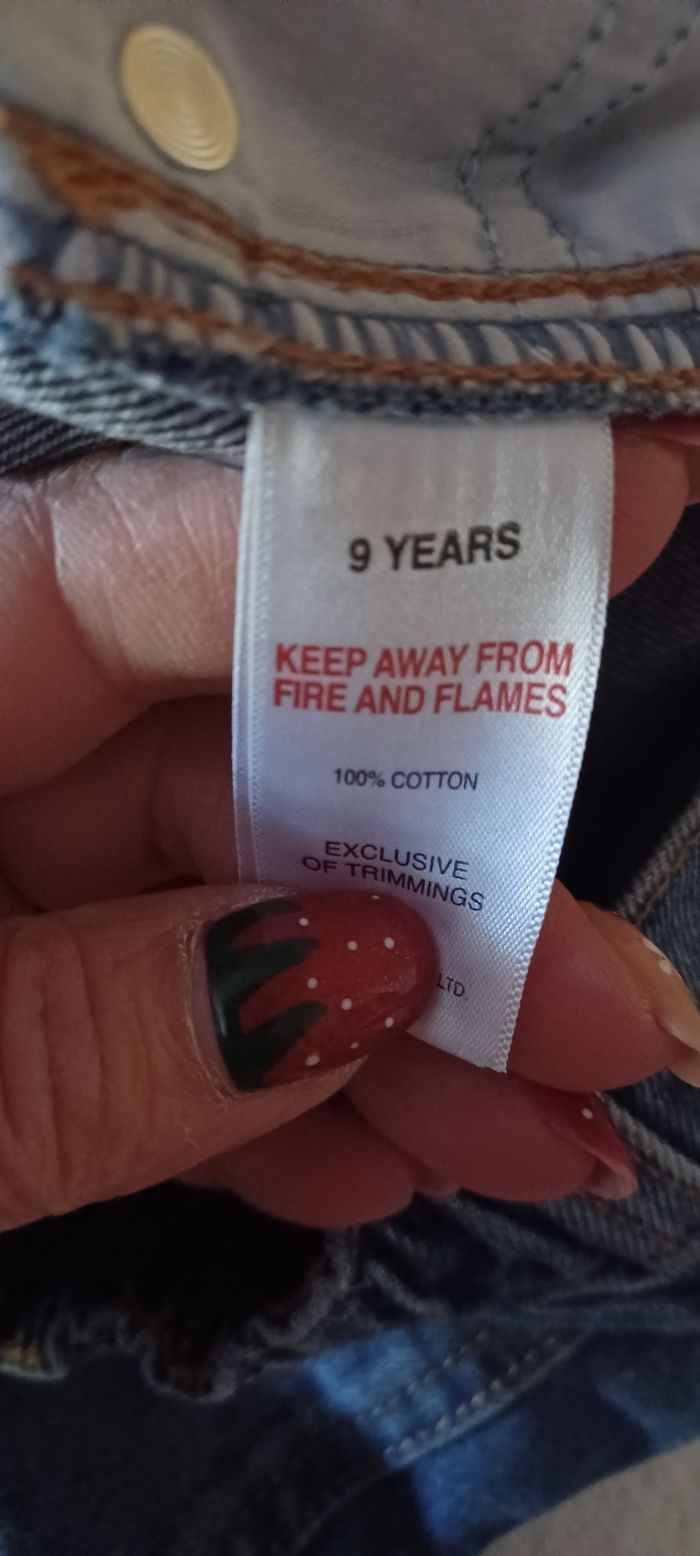 9 YEARS
KEEP AWAY FROM
FIRE AND FLAMES
100% COTTON
EXCLUSIVE
OF TRIMMINGS
LTD.